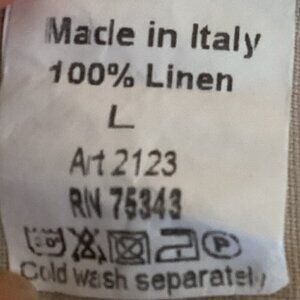 Made in Italy
100% Linen
L
Art 2123
RN 75343
P
Cold wash separately